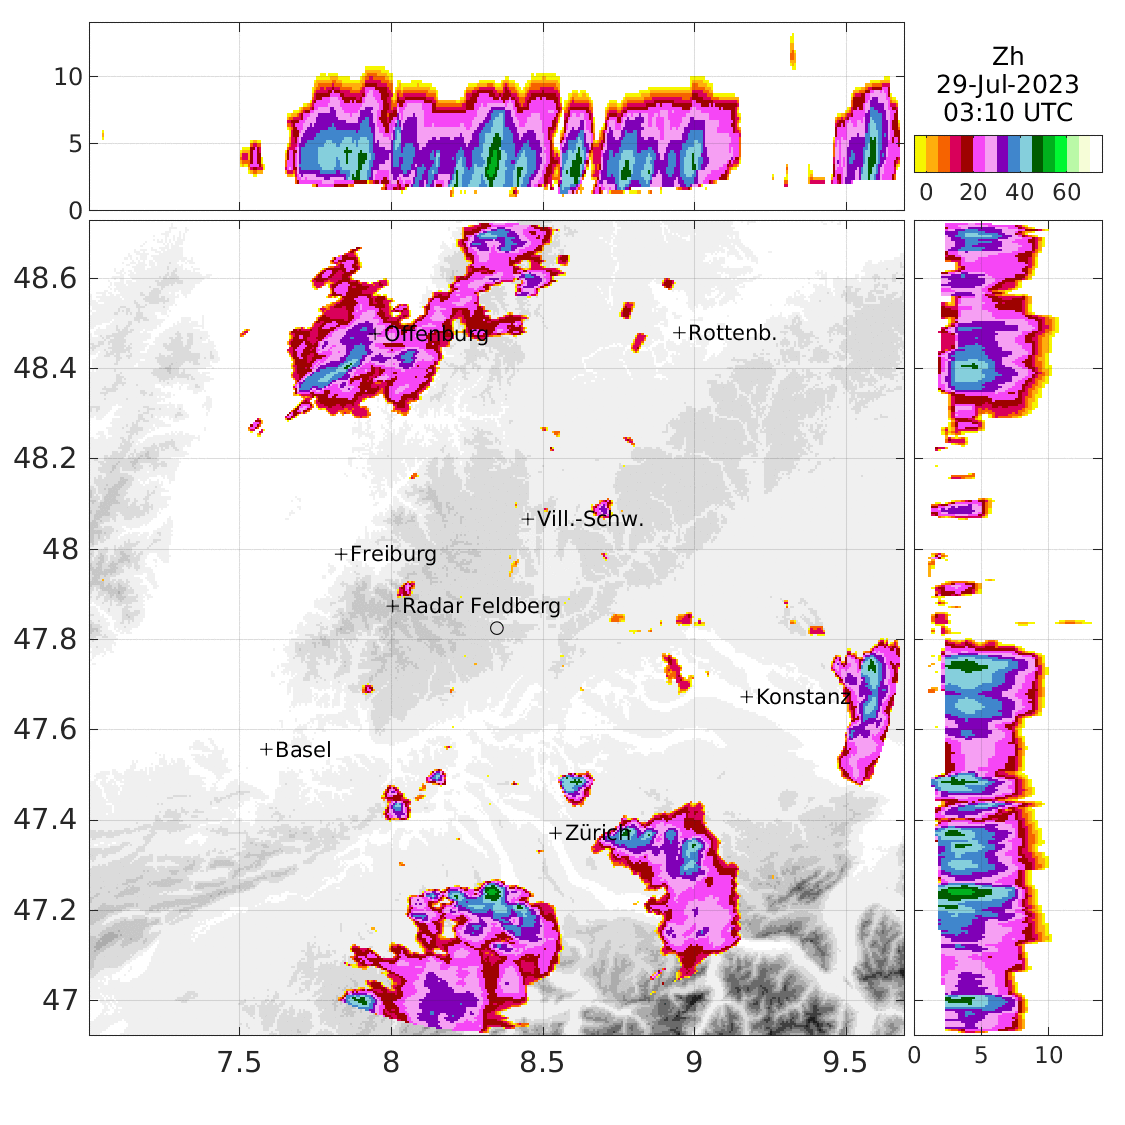 10
5
0
Zh
29-Jul-2023
03:10 UTC
0 20 40 60
48.6
48.4
48.2
48
47.8
47.6
47.4
47.2
47
Offenburg
Rottenb.
Vill.-Schw.
Freiburg
Radar Feldberg
Konstanz
Basel
Zürich
7.5 8 8.5 9 9.5
0 5 10